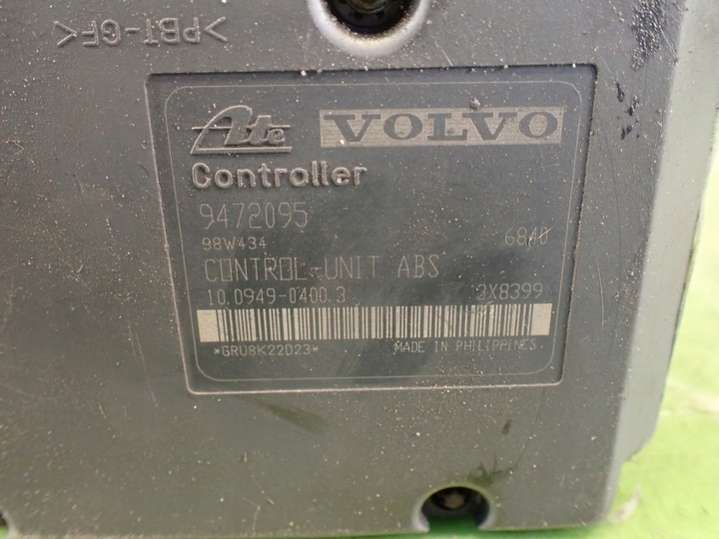 >PBT-GF<
Ate VOLVO
Controller
9472095
98W434 6840
CONTROL-UNIT ABS
10.0949-0400.3 3X8399
*GRU8K22D23* MADE IN PHILIPPINES